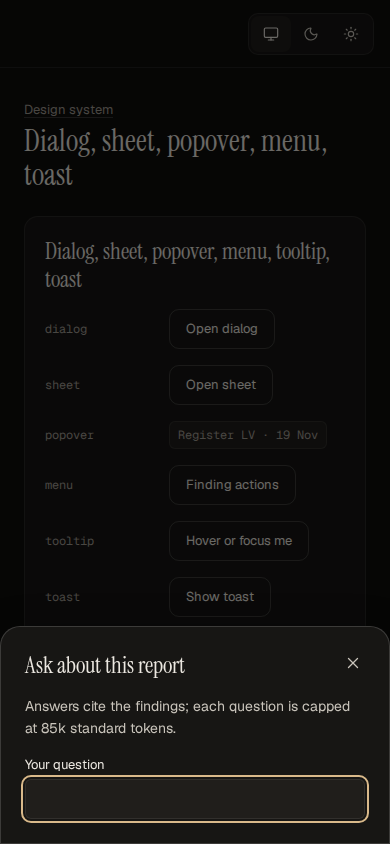 Design system
Dialog, sheet, popover, menu,
toast
Dialog, sheet, popover, menu, tooltip,
toast
dialog
Open dialog
sheet
Open sheet
popover
Register LV · 19 Nov
menu
Finding actions
tooltip
Hover or focus me
toast
Show toast
Ask about this report
Answers cite the findings; each question is capped
at 85k standard tokens.
Your question